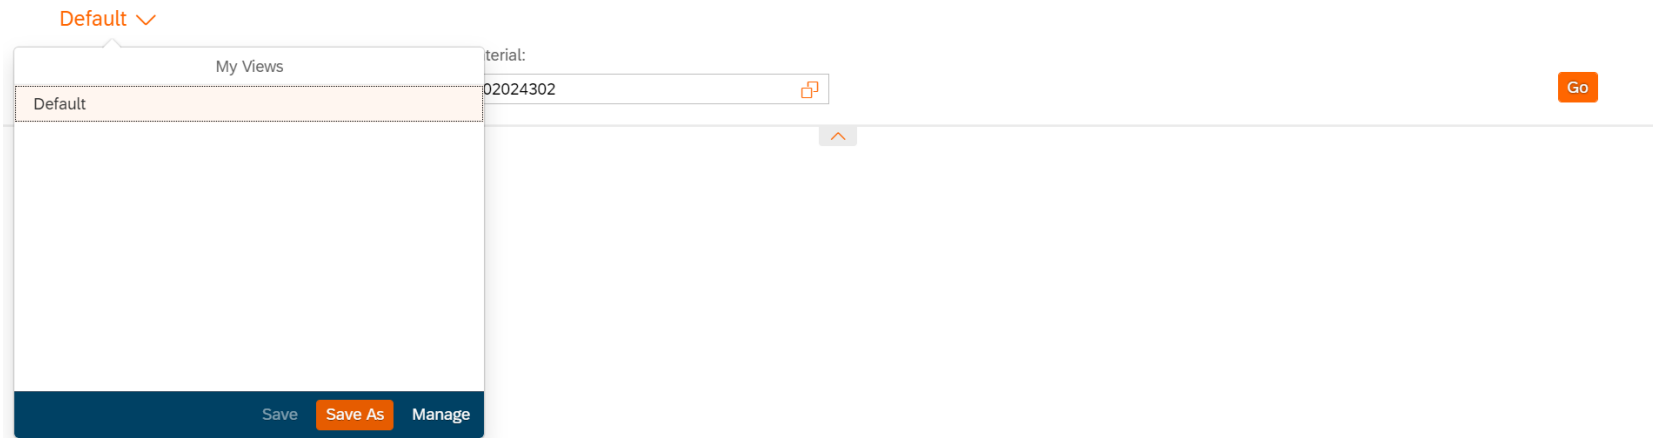 Default
My Views
terial:
Default
02024302
Go
Save Save As Manage